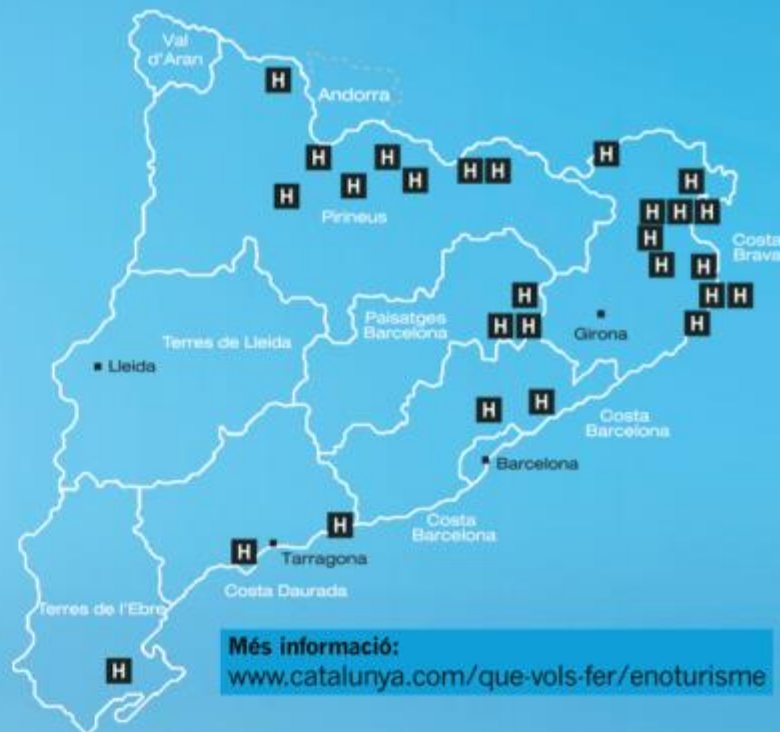 Val
d'Aran
H
Andorra
H
H
H
H
H
H
H
H
H
Pirineus
H
H
H
H
H
Costa
Brava
H
H
H
H
H
Paisatges
Barcelona
H
H
H
Girona
Terres de Lleida
Lleida
H
H
Costa
Barcelona
Barcelona
Costa
Barcelona
H
H
Tarragona
Costa Daurada
Terres de l'Ebre
H
Més informació:
www.catalunya.com/que-vols-fer/enoturisme